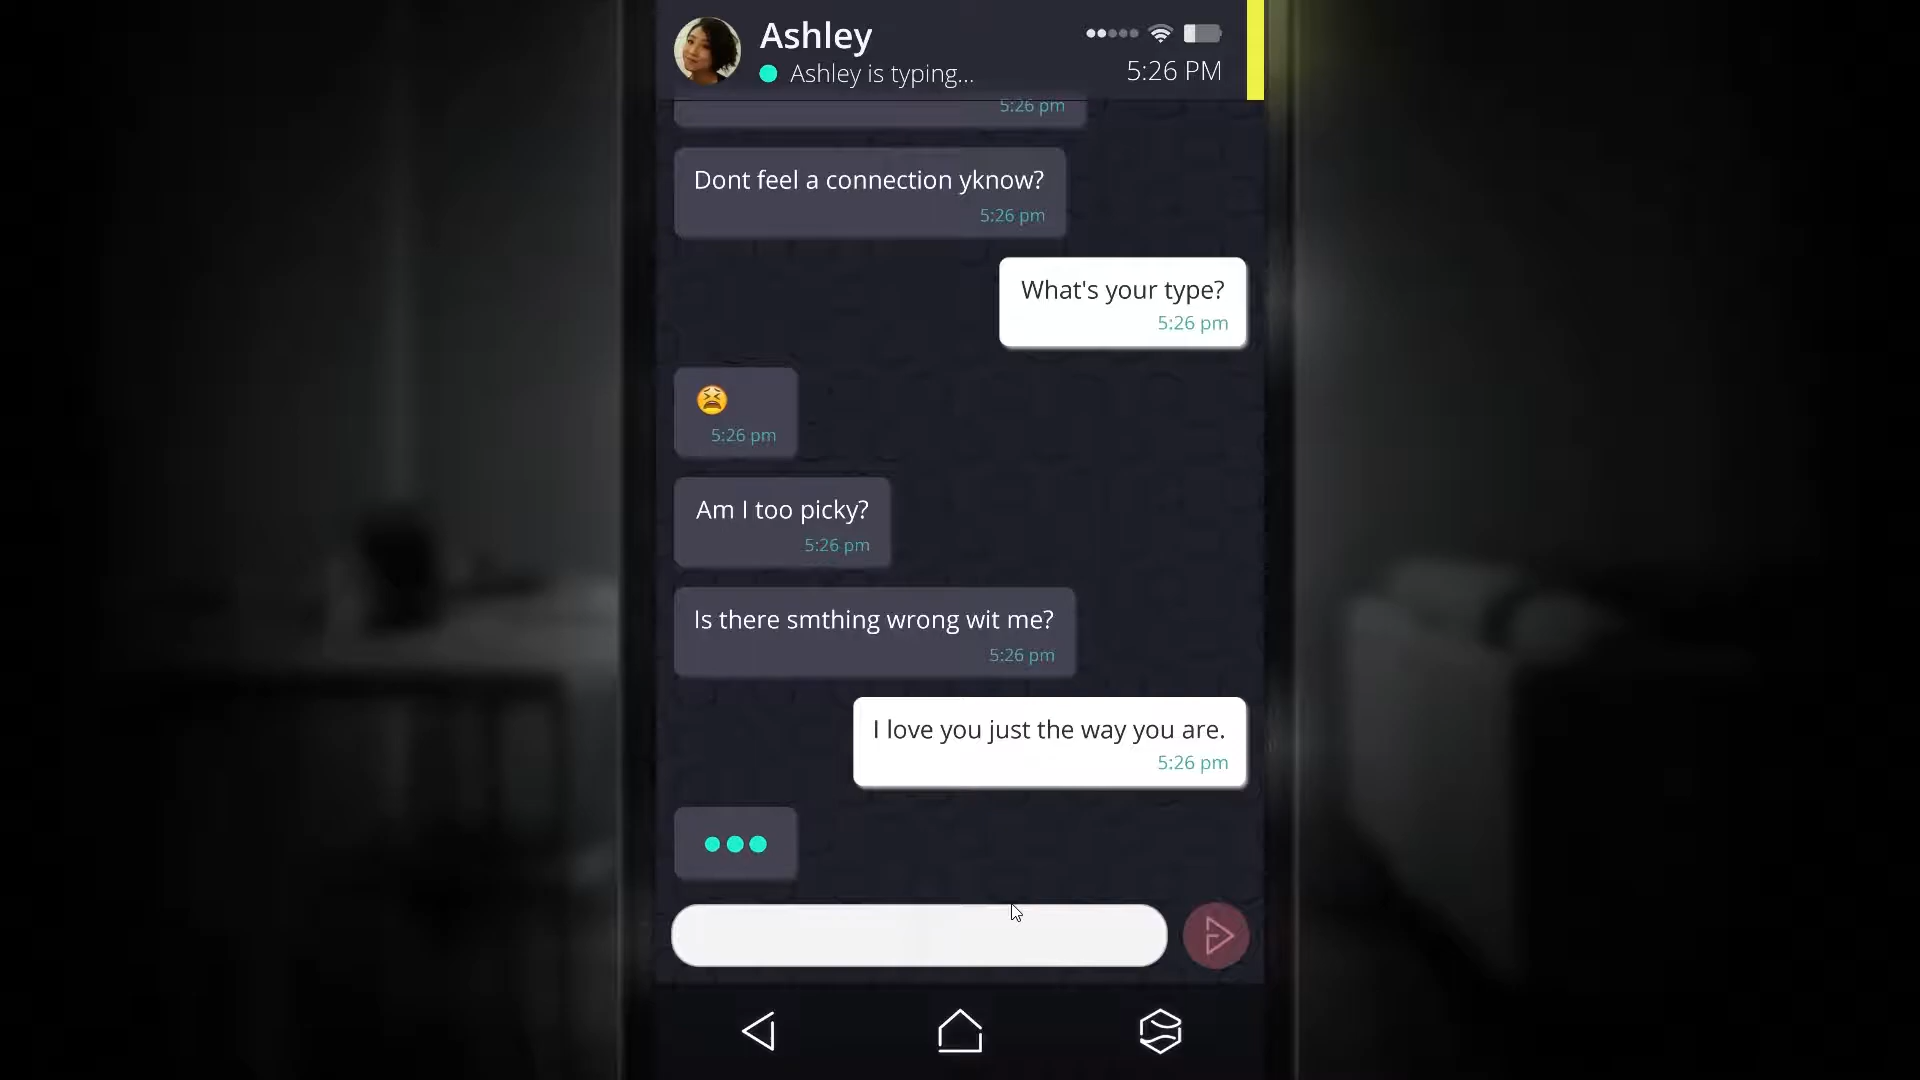 Ashley
Ashley is typing...
5:26 PM
5:26 pm
Dont feel a connection yknow?
5:26 pm
What's your type?
5:26 pm
😫
5:26 pm
Am I too picky?
5:26 pm
Is there smthing wrong wit me?
5:26 pm
I love you just the way you are.
5:26 pm